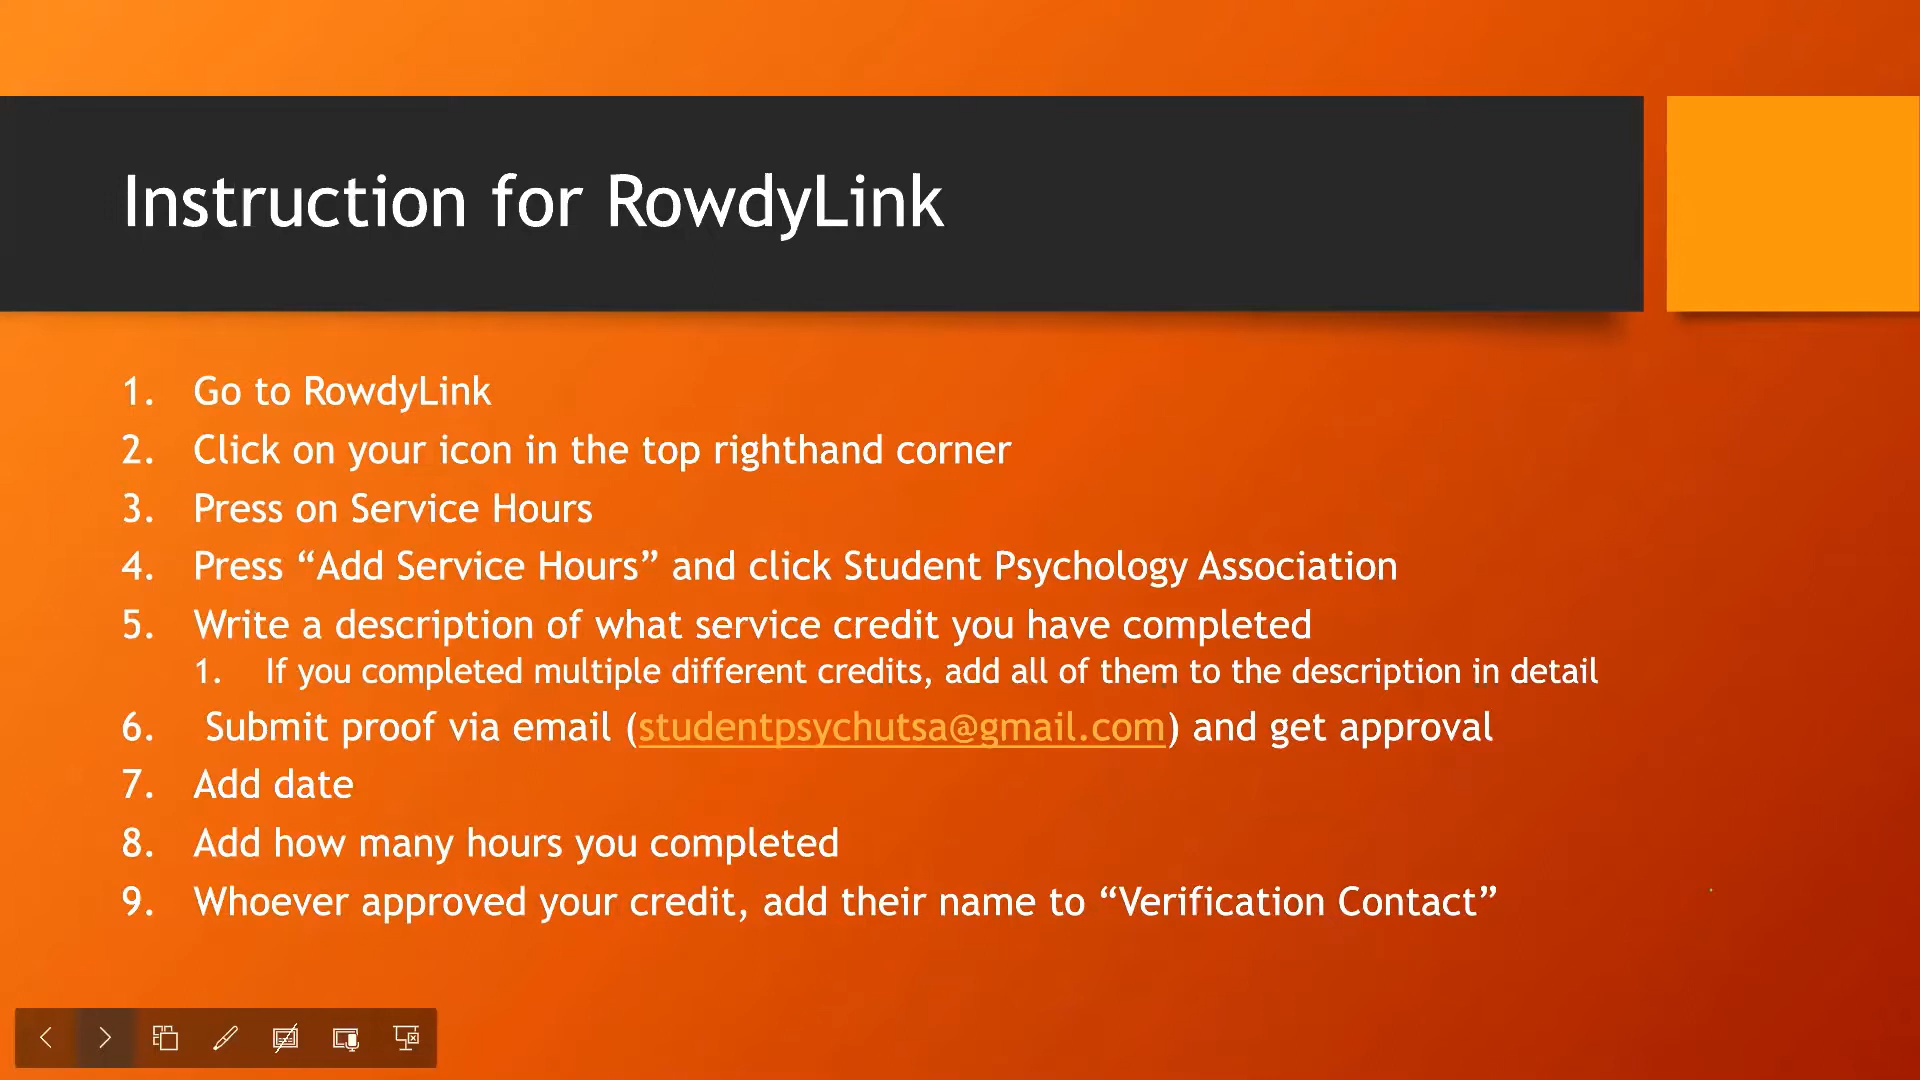 Instruction for RowdyLink
1. Go to RowdyLink
2. Click on your icon in the top righthand corner
3. Press on Service Hours
4. Press “Add Service Hours” and click Student Psychology Association
5. Write a description of what service credit you have completed
1. If you completed multiple different credits, add all of them to the description in detail
6. Submit proof via email (studentpsychutsa@gmail.com) and get approval
7. Add date
8. Add how many hours you completed
9. Whoever approved your credit, add their name to “Verification Contact”